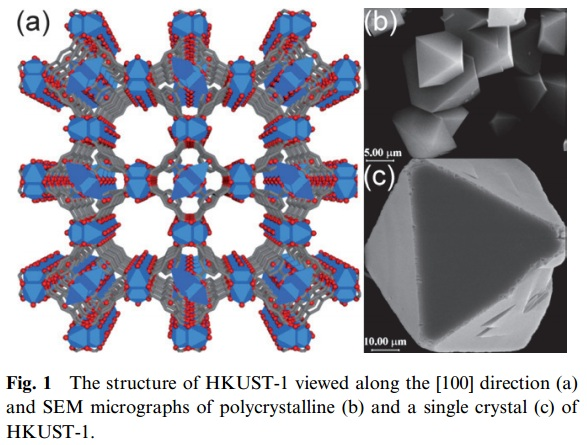 (a)
(b)
5.00 µm
(c)
10.00 µm
Fig. 1 The structure of HKUST-1 viewed along the [100] direction (a)
and SEM micrographs of polycrystalline (b) and a single crystal (c) of
HKUST-1.